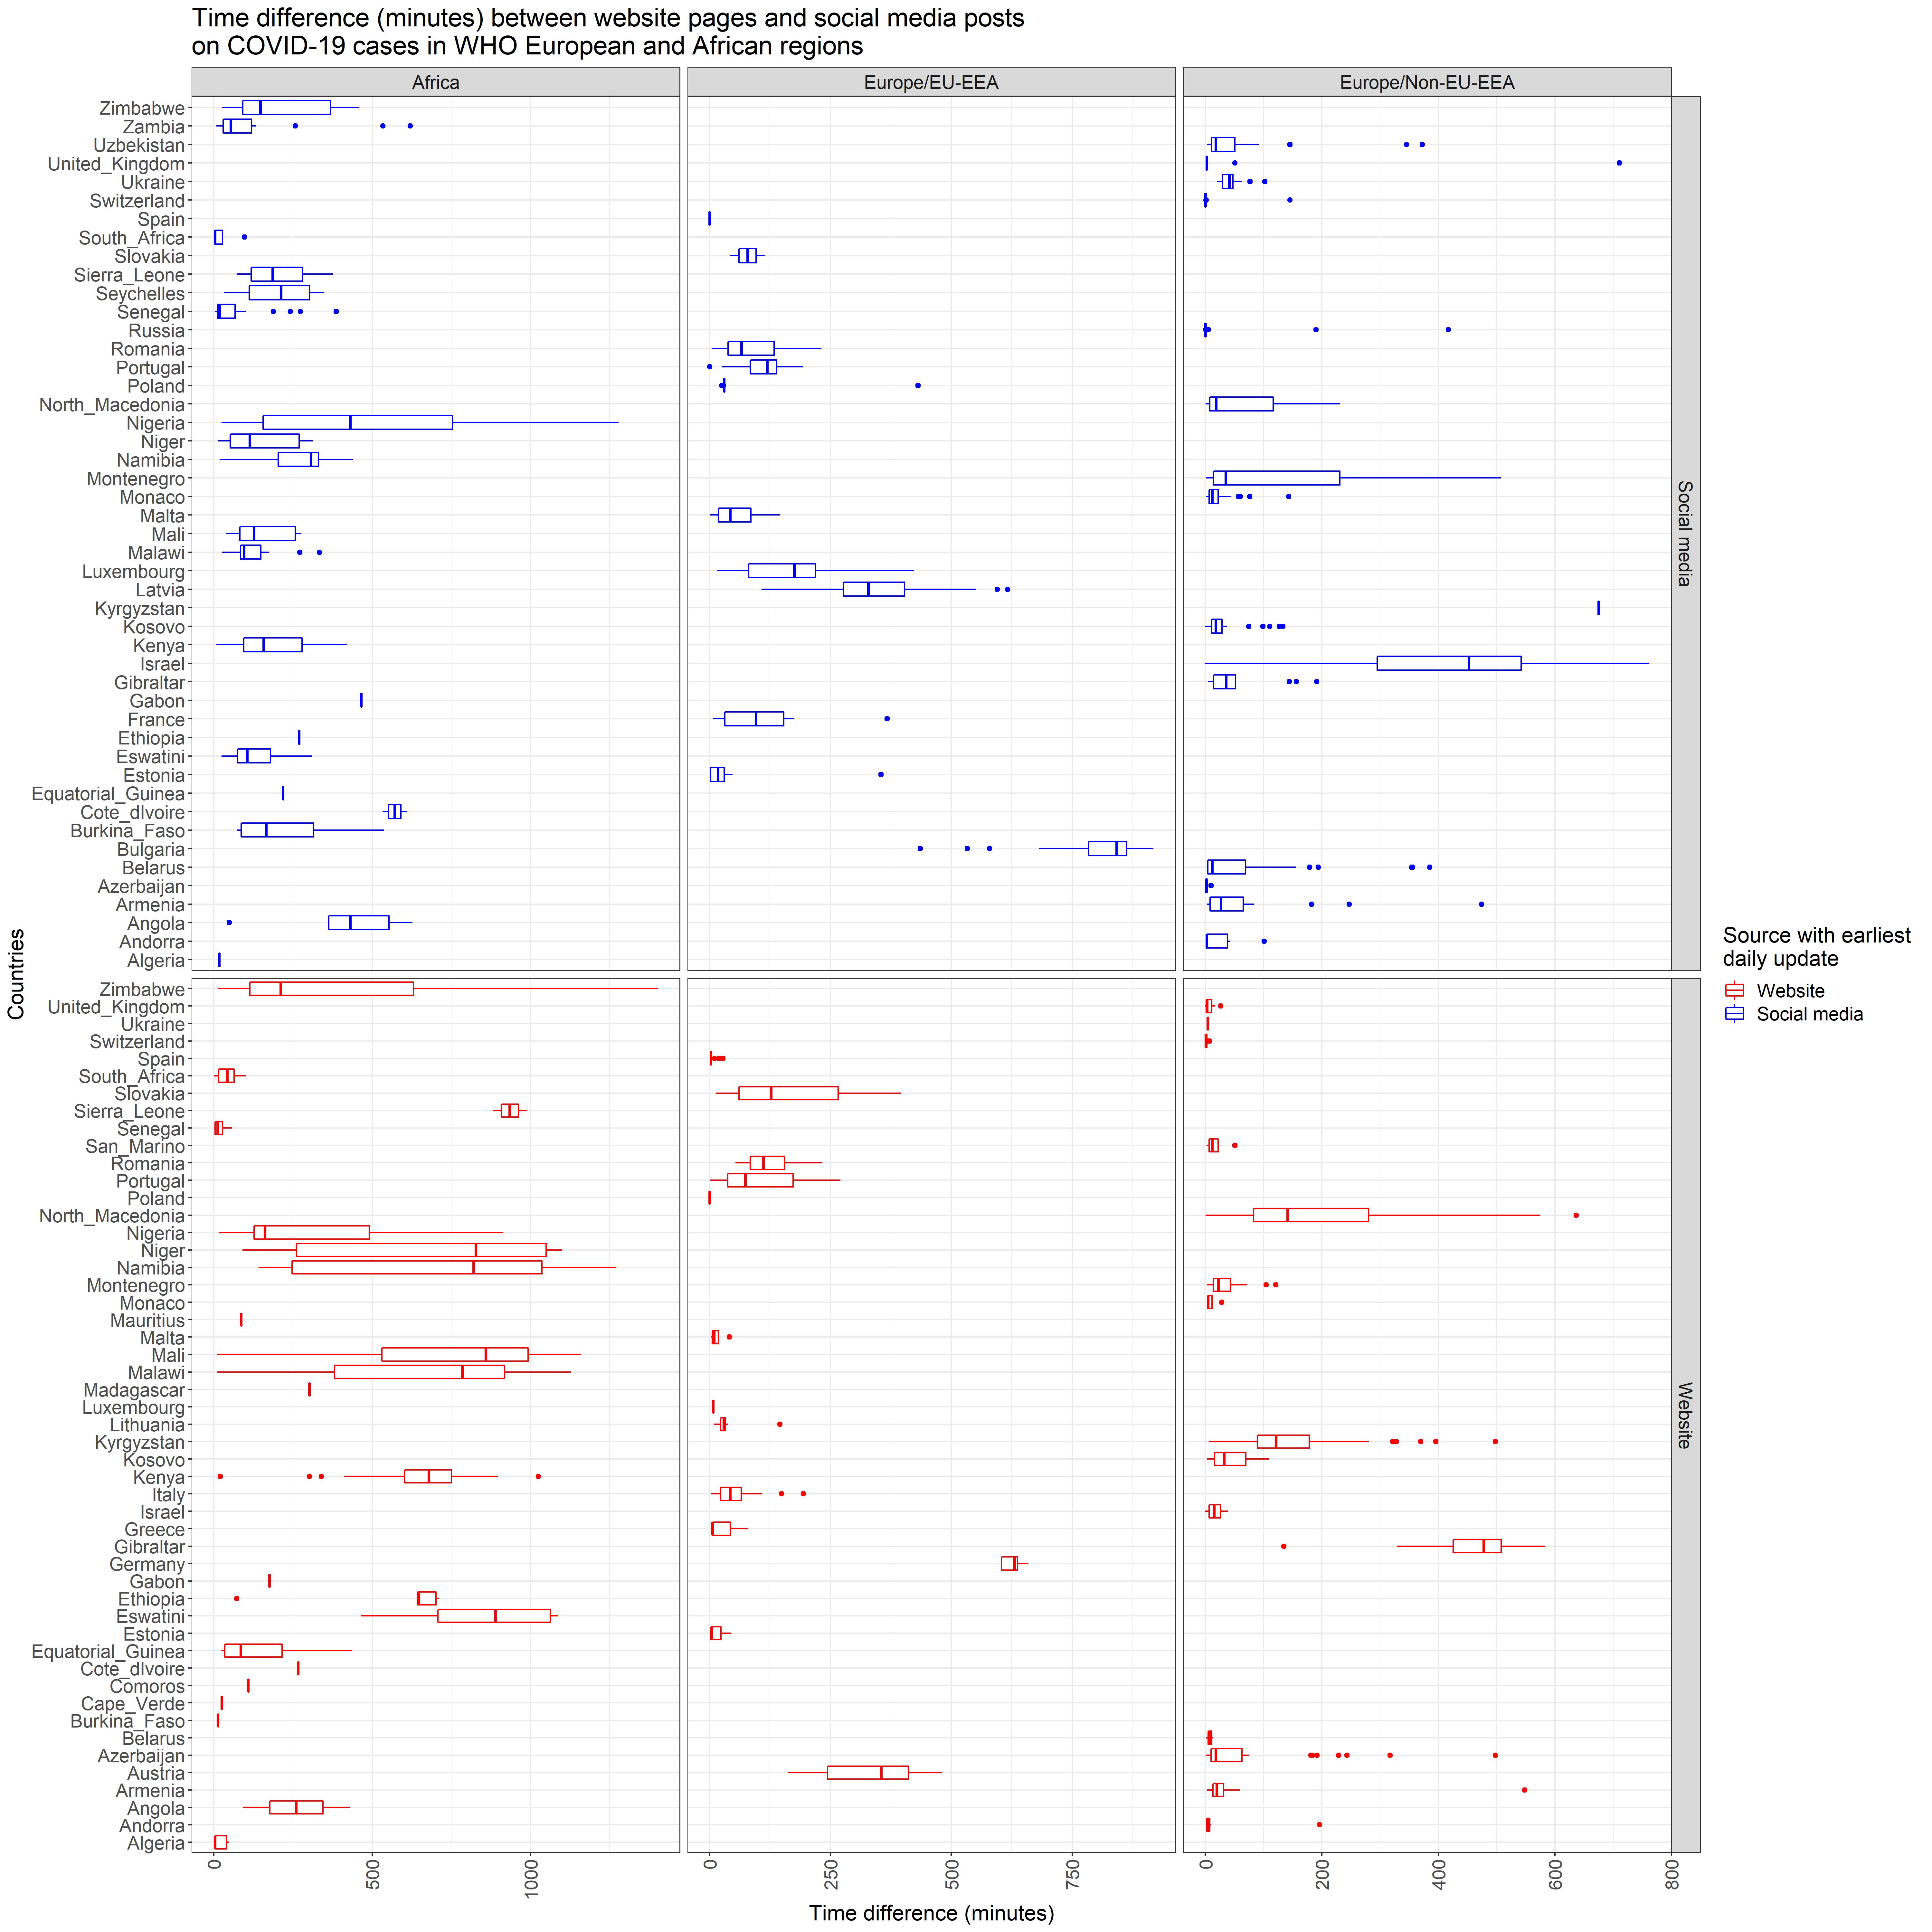 Time difference (minutes) between website pages and social media posts
on COVID-19 cases in WHO European and African regions
Africa
Europe/EU-EEA
Europe/Non-EU-EEA
Zimbabwe
Zambia
Uzbekistan
United_Kingdom
Ukraine
Switzerland
Spain
South_Africa
Slovakia
Sierra_Leone
Seychelles
Senegal
Russia
Romania
Portugal
Poland
North_Macedonia
Nigeria
Niger
Namibia
Montenegro
Monaco
Malta
Mali
Malawi
Luxembourg
Latvia
Kyrgyzstan
Kosovo
Kenya
Israel
Gibraltar
Gabon
France
Ethiopia
Eswatini
Estonia
Equatorial_Guinea
Cote_dIvoire
Burkina_Faso
Bulgaria
Belarus
Azerbaijan
Armenia
Angola
Andorra
Algeria
Social media
Zimbabwe
United_Kingdom
Ukraine
Switzerland
Spain
South_Africa
Slovakia
Sierra_Leone
Senegal
San_Marino
Romania
Portugal
Poland
North_Macedonia
Nigeria
Niger
Namibia
Montenegro
Monaco
Mauritius
Malta
Mali
Malawi
Madagascar
Luxembourg
Lithuania
Kyrgyzstan
Kosovo
Kenya
Italy
Israel
Greece
Gibraltar
Germany
Gabon
Ethiopia
Eswatini
Estonia
Equatorial_Guinea
Cote_dIvoire
Comoros
Cape_Verde
Burkina_Faso
Belarus
Azerbaijan
Austria
Armenia
Angola
Andorra
Algeria
Website
Countries
0
500
1000
0
250
500
750
0
200
400
600
800
Time difference (minutes)
Source with earliest
daily update
Website
Social media